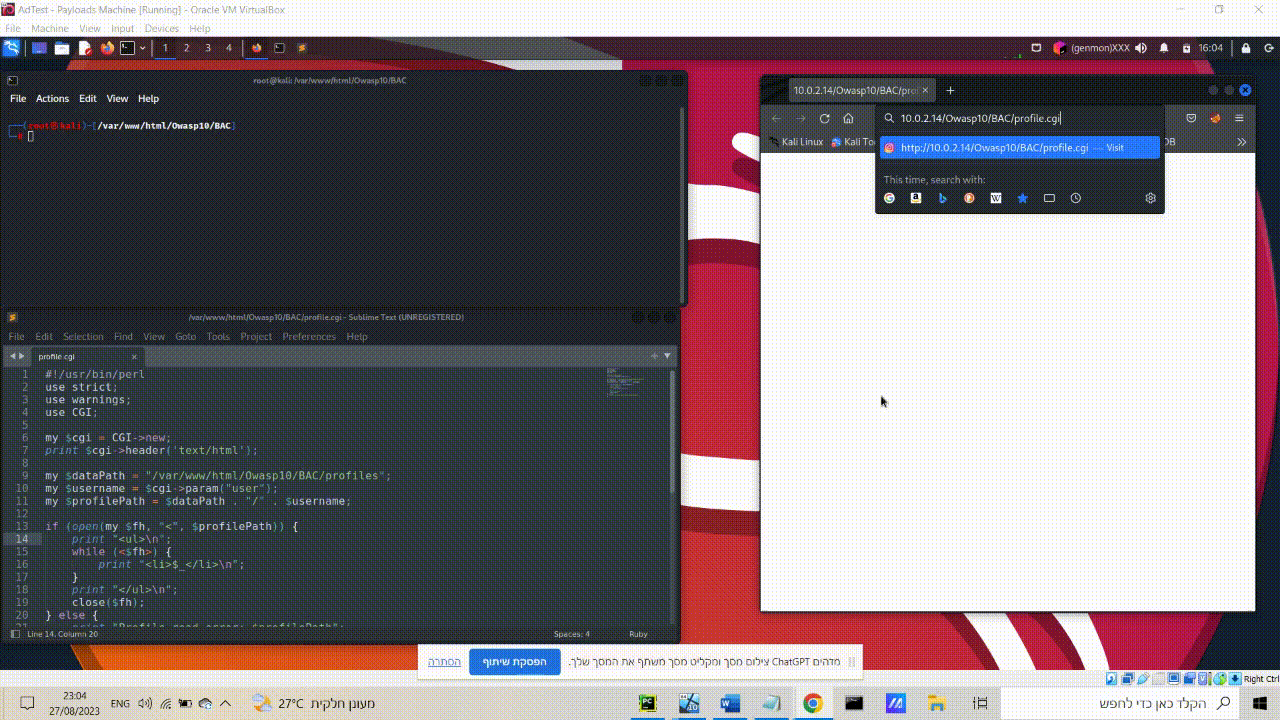 AdTest - Payloads Machine [Running] - Oracle VM VirtualBox
File Machine View Input Devices Help
1 2 3 4
(genmon)XXX 16:04
root@kali: /var/www/html/Owasp10/BAC
File Actions Edit View Help
(root@kali)-[/var/www/html/Owasp10/BAC]
#
10.0.2.14/Owasp10/BAC/prof
10.0.2.14/Owasp10/BAC/profile.cgi
Kali Linux Kali Too DB
http://10.0.2.14/Owasp10/BAC/profile.cgi — Visit
This time, search with:
/var/www/html/Owasp10/BAC/profile.cgi - Sublime Text (UNREGISTERED)
File Edit Selection Find View Goto Tools Project Preferences Help
profile.cgi
1 #!/usr/bin/perl
2 use strict;
3 use warnings;
4 use CGI;
5
6 my $cgi = CGI->new;
7 print $cgi->header('text/html');
8
9 my $dataPath = "/var/www/html/Owasp10/BAC/profiles";
10 my $username = $cgi->param("user");
11 my $profilePath = $dataPath . "/" . $username;
12
13 if (open(my $fh, "<", $profilePath)) {
14 print "<ul>\n";
15 while (<$fh>) {
16 print "<li>$_</li>\n";
17 }
18 print "</ul>\n";
19 close($fh);
20 } else {
21 print "Profile read error: $profilePath";
Line 14, Column 20 Spaces: 4 Ruby
מדהים ChatGPT צילום מסך ומקליט מסך משתף את המסך שלך. הפסקת שיתוף הסתרה
Right Ctrl
23:04
27/08/2023
ENG
27°C מעונן חלקית
הקלד כאן כדי לחפש